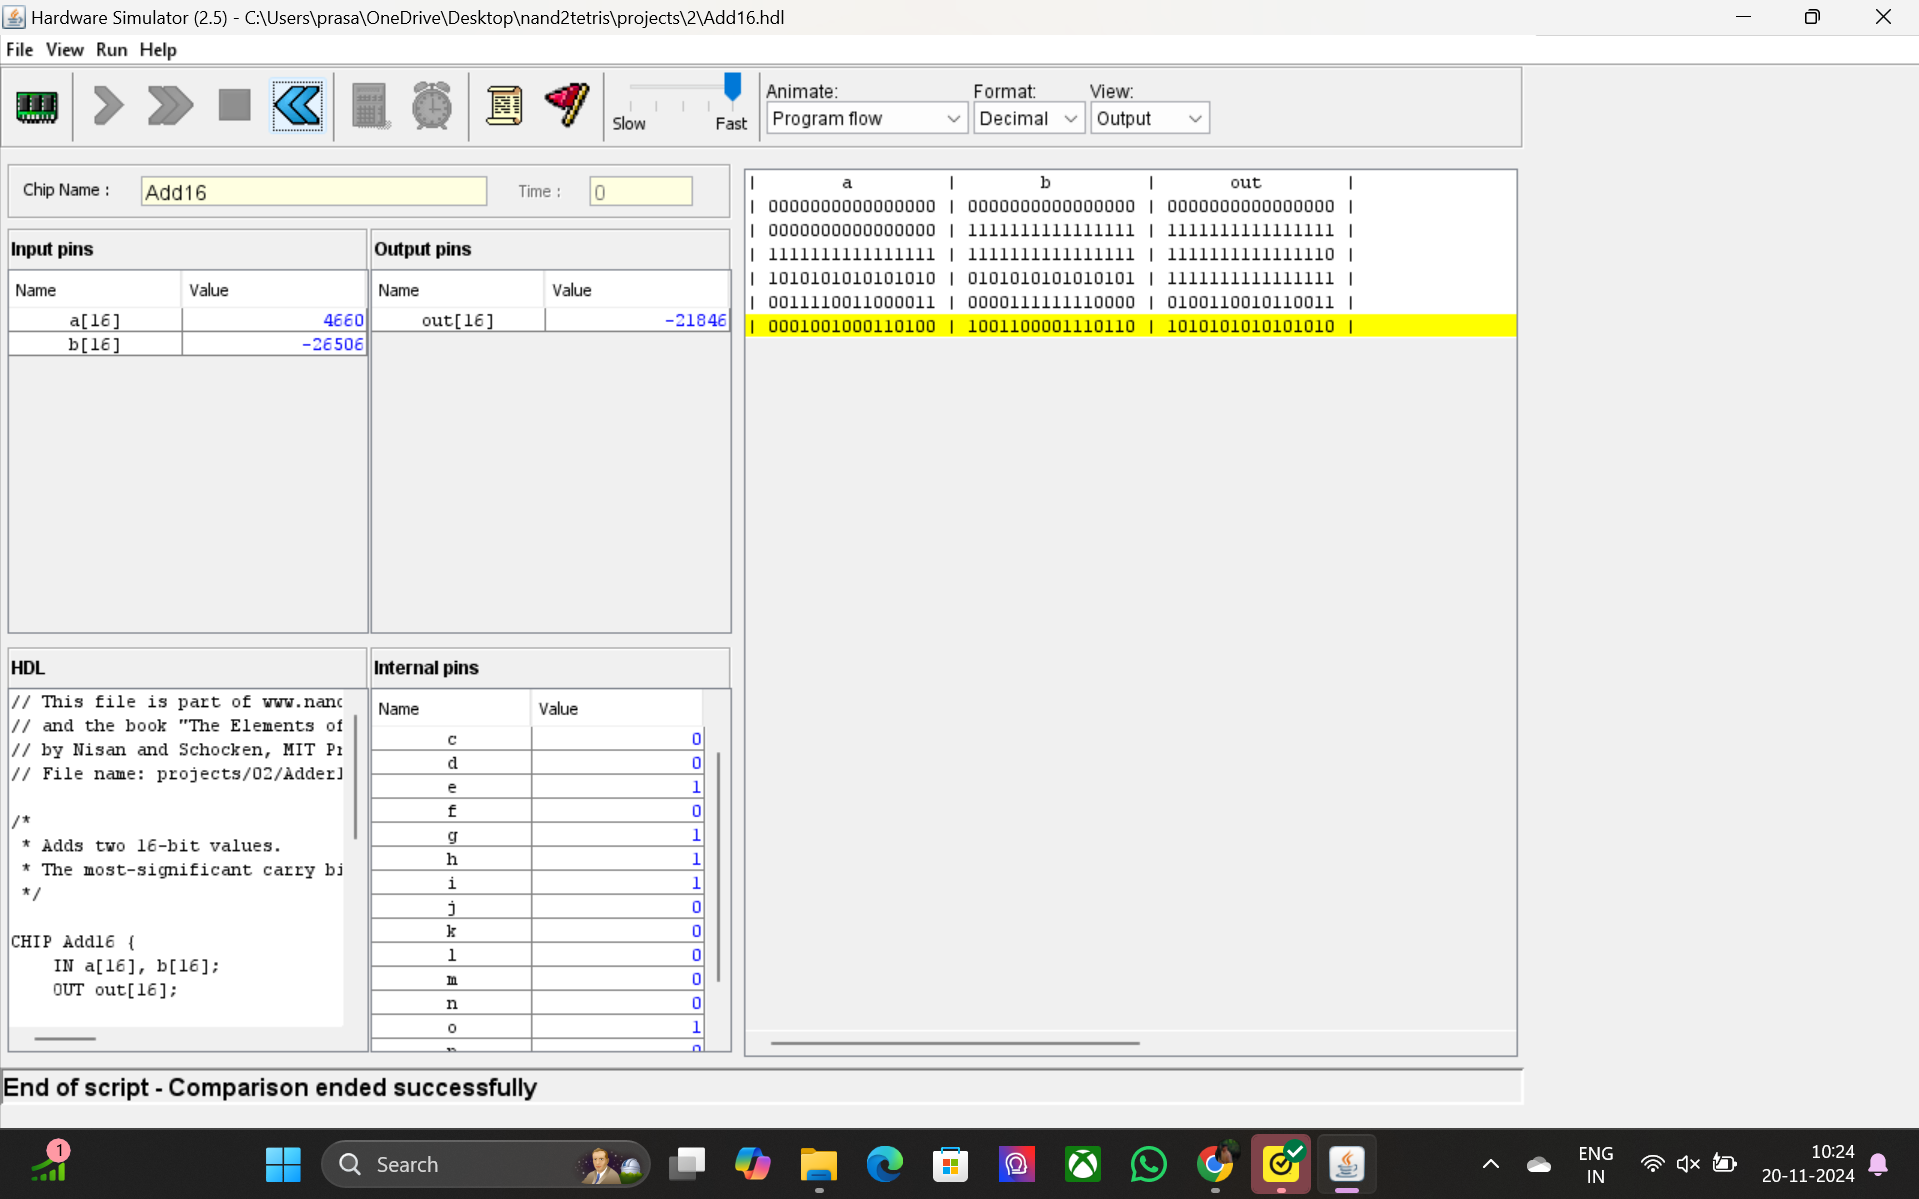 Hardware Simulator (2.5) - C:\Users\prasa\OneDrive\Desktop\nand2tetris\projects\2\Add16.hdl
File View Run Help
Animate: Format: View:
Slow Fast Program flow Decimal Output
Chip Name : Add16 Time : 0
Input pins
Name Value
a[16] 4660
b[16] -26506
Output pins
Name Value
out[16] -21846
| a | b | out |
| 0000000000000000 | 0000000000000000 | 0000000000000000 |
| 0000000000000000 | 1111111111111111 | 1111111111111111 |
| 1111111111111111 | 1111111111111111 | 1111111111111110 |
| 1010101010101010 | 0101010101010101 | 1111111111111111 |
| 0011110011000011 | 0000111111110000 | 0100110010110011 |
| 0001001000110100 | 1001100001110110 | 1010101010101010 |
HDL
// This file is part of www.nand
// and the book "The Elements of
// by Nisan and Schocken, MIT Pr
// File name: projects/02/Adder1
/*
* Adds two 16-bit values.
* The most-significant carry bi
*/
CHIP Add16 {
IN a[16], b[16];
OUT out[16];
Internal pins
Name Value
c 0
d 0
e 1
f 0
g 1
h 1
i 1
j 0
k 0
l 0
m 0
n 0
o 1
End of script - Comparison ended successfully
1
Search
ENG
IN
10:24
20-11-2024